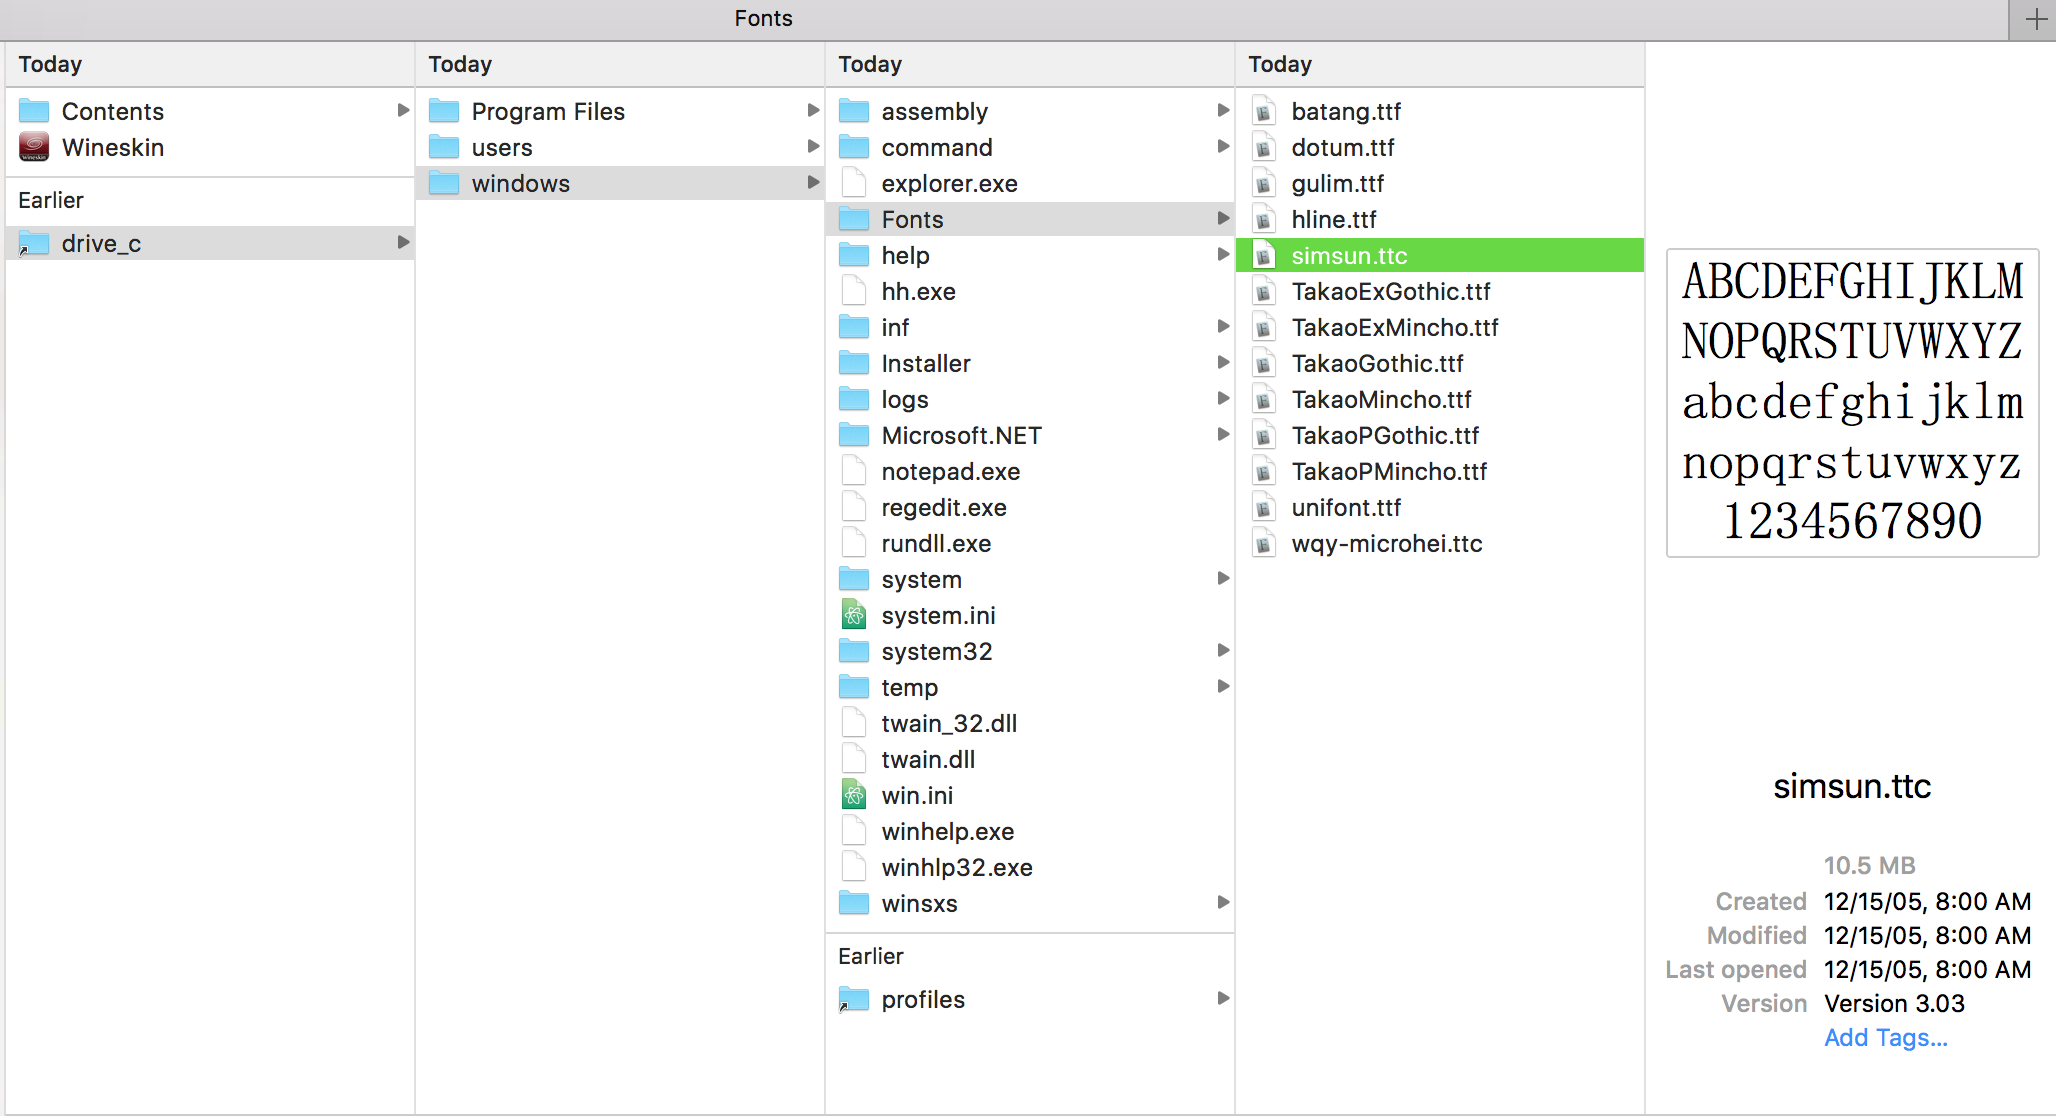 Fonts
Today
Contents
Wineskin
Earlier
drive_c
Today
Program Files
users
windows
Today
assembly
command
explorer.exe
Fonts
help
hh.exe
inf
Installer
logs
Microsoft.NET
notepad.exe
regedit.exe
rundll.exe
system
system.ini
system32
temp
twain_32.dll
twain.dll
win.ini
winhelp.exe
winhlp32.exe
winsxs
Earlier
profiles
Today
batang.ttf
dotum.ttf
gulim.ttf
hline.ttf
simsun.ttc
TakaoExGothic.ttf
TakaoExMincho.ttf
TakaoGothic.ttf
TakaoMincho.ttf
TakaoPGothic.ttf
TakaoPMincho.ttf
unifont.ttf
wqy-microhei.ttc
ABCDEFGHIJKLM
NOPQRSTUVWXYZ
abcdefghijklm
nopqrstuvwxyz
1234567890
simsun.ttc
10.5 MB
Created 12/15/05, 8:00 AM
Modified 12/15/05, 8:00 AM
Last opened 12/15/05, 8:00 AM
Version Version 3.03
Add Tags...